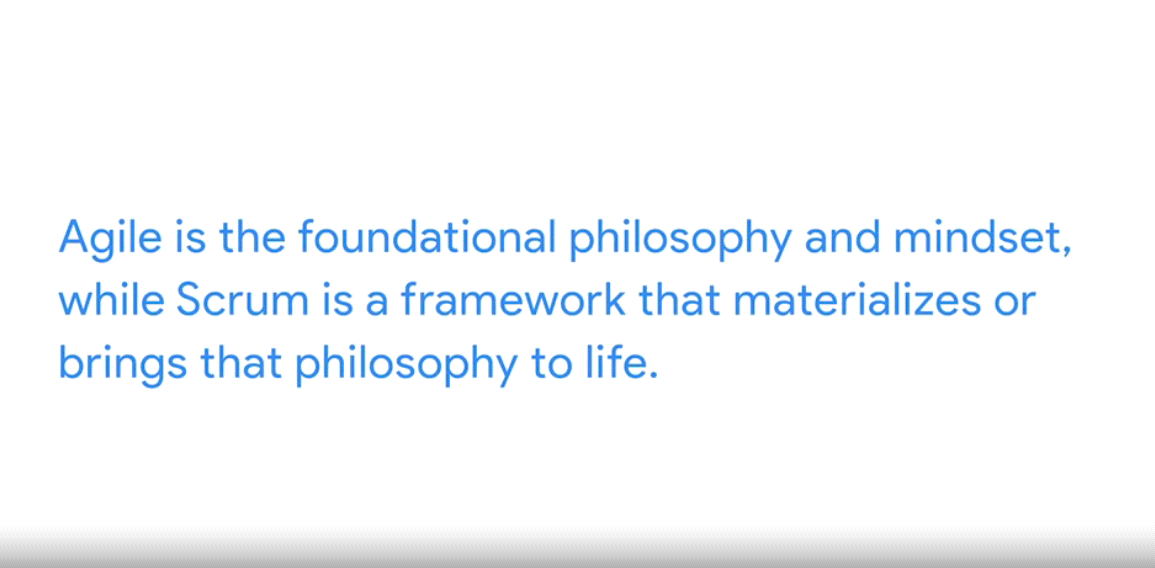 Agile is the foundational philosophy and mindset,
while Scrum is a framework that materializes or
brings that philosophy to life.